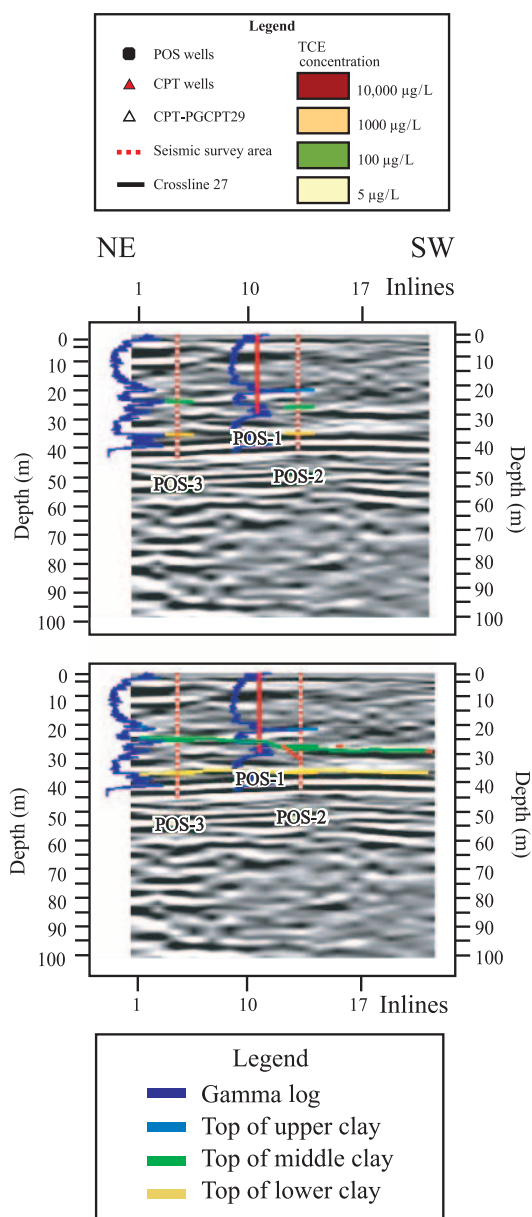 Legend
POS wells
CPT wells
CPT-PGCPT29
Seismic survey area
Crossline 27
TCE
concentration
10,000 µg/L
1000 µg/L
100 µg/L
5 µg/L
NE SW
1 10 17 Inlines
Depth (m)
0
10
20
30
40
50
60
70
80
90
100
POS-1
POS-3
POS-2
0
10
20
30
40
50
60
70
80
90
100
Depth (m)
Depth (m)
0
10
20
30
40
50
60
70
80
90
100
POS-1
POS-3
POS-2
0
10
20
30
40
50
60
70
80
90
100
Depth (m)
1 10 17 Inlines
Legend
Gamma log
Top of upper clay
Top of middle clay
Top of lower clay